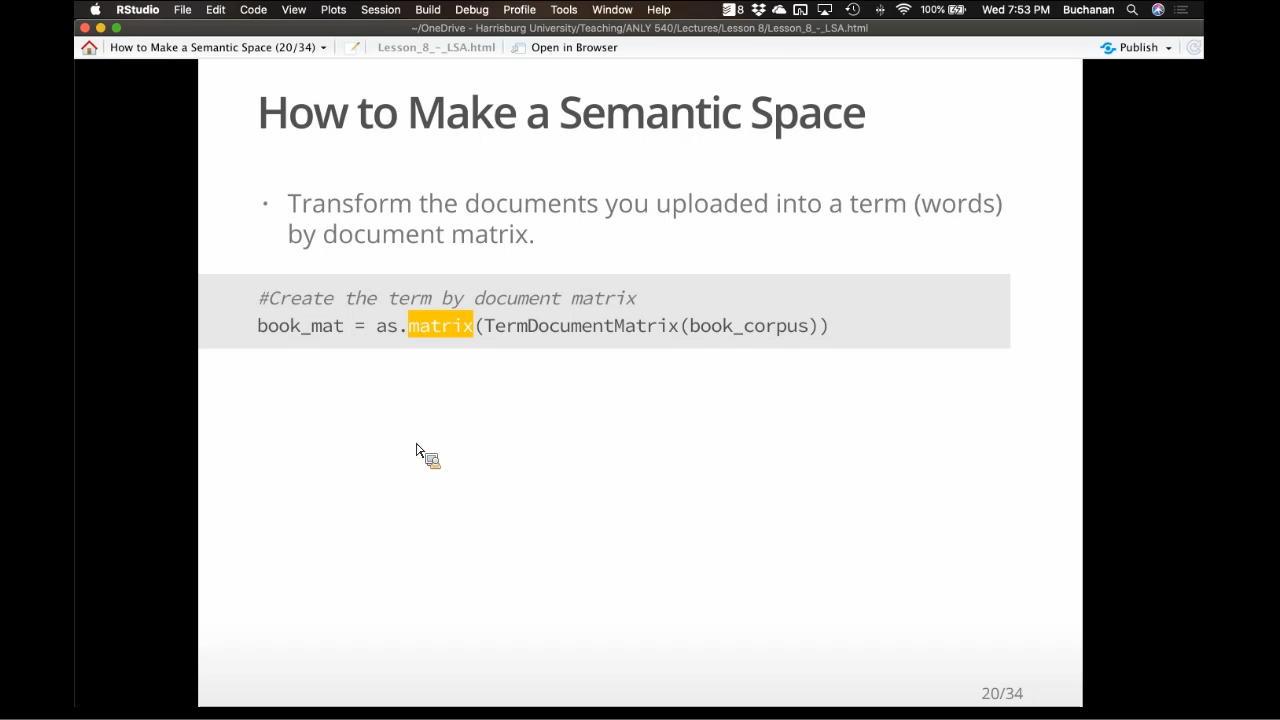 RStudio File Edit Code View Plots Session Build Debug Profile Tools Window Help 8 100% Wed 7:53 PM Buchanan
~/OneDrive - Harrisburg University/Teaching/ANLY 540/Lectures/Lesson 8/Lesson_8_-_LSA.html
How to Make a Semantic Space (20/34) Lesson_8_-_LSA.html Open in Browser Publish
How to Make a Semantic Space
• Transform the documents you uploaded into a term (words)
by document matrix.
#Create the term by document matrix
book_mat = as.matrix(TermDocumentMatrix(book_corpus))
20/34